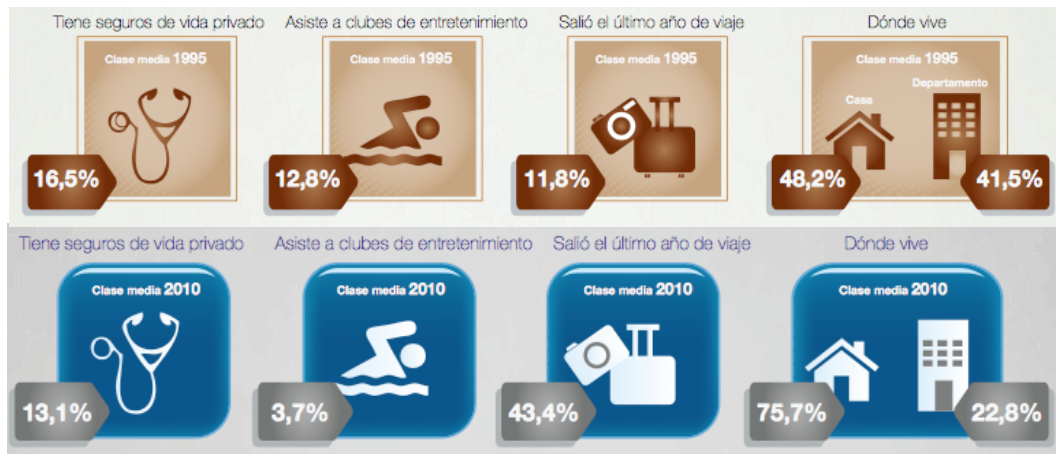 Tiene seguros de vida privado
Asiste a clubes de entretenimiento
Salió el último año de viaje
Dónde vive
Clase media 1995
Clase media 1995
Clase media 1995
Clase media 1995
Casa
Departamento
16,5%
12,8%
11,8%
48,2%
41,5%
Tiene seguros de vida privado
Asiste a clubes de entretenimiento
Salió el último año de viaje
Dónde vive
Clase media 2010
Clase media 2010
Clase media 2010
Clase media 2010
13,1%
3,7%
43,4%
75,7%
22,8%